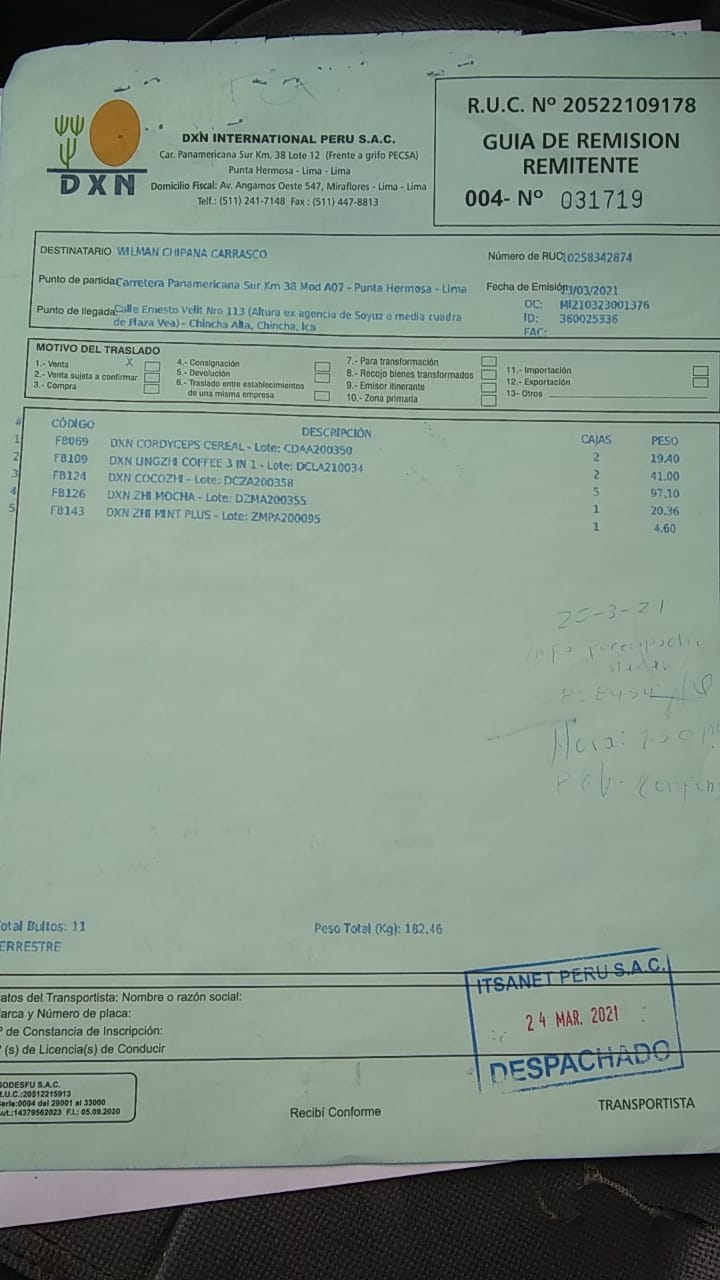 DXN
DXN INTERNATIONAL PERU S.A.C.
Car. Panamericana Sur Km. 38 Lote 12 (Frente a grifo PECSA)
Punta Hermosa - Lima - Lima
Domicilio Fiscal: Av. Angamos Oeste 547, Miraflores - Lima - Lima
Telf.: (511) 241-7148 Fax : (511) 447-8813
R.U.C. Nº 20522109178
GUIA DE REMISION
REMITENTE
004- Nº 031719
DESTINATARIO WILMAN CHIPANA CARRASCO
Número de RUC 10258342874
Punto de partida: Carretera Panamericana Sur Km 38 Mod A07 - Punta Hermosa - Lima
Fecha de Emisión 23/03/2021
Punto de llegada: Calle Ernesto Velit Nro 113 (Altura ex agencia de Soyuz a media cuadra
de Plaza Vea) - Chincha Alta, Chincha, Ica
OC: MI210323001376
ID: 360025336
FAC:
MOTIVO DEL TRASLADO
1.- Venta X
2.- Venta sujeta a confirmar
3.- Compra
4.- Consignación
5.- Devolución
6.- Traslado entre establecimientos
de una misma empresa
7.- Para transformación
8.- Recojo bienes transformados
9.- Emisor itinerante
10.- Zona primaria
11.- Importación
12.- Exportación
13- Otros
# CÒDIGO DESCRIPCIÒN CAJAS PESO
1 FB069 DXN CORDYCEPS CEREAL - Lote: CDAA200350 2 19.40
2 FB109 DXN LINGZHI COFFEE 3 IN 1 - Lote: DCLA210034 2 41.00
3 FB124 DXN COCOZHI - Lote: DCZA200358 5 97.10
4 FB126 DXN ZHI MOCHA - Lote: DZMA200355 1 20.36
5 FB143 DXN ZHI MINT PLUS - Lote: ZMPA200095 1 4.60
25-3-21
Hora:
otal Bultos: 11
Peso Total (Kg): 182.46
ERRESTRE
atos del Transportista: Nombre o razón social:
arca y Número de placa:
º de Constancia de Inscripción:
º (s) de Licencia(s) de Conducir
ITSANET PERU S.A.C.
24 MAR. 2021
DESPACHADO
SODESFU S.A.C.
R.U.C.:20512215913
Serie:0004 del 29001 al 33000
Aut.:14379562023 F.I.: 05.09.2020
Recibí Conforme
TRANSPORTISTA